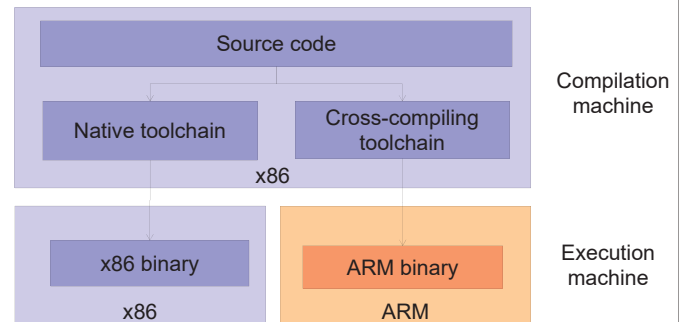 Source code
Compilation
machine
Native toolchain
Cross-compiling
toolchain
x86
x86 binary
ARM binary
Execution
machine
x86
ARM